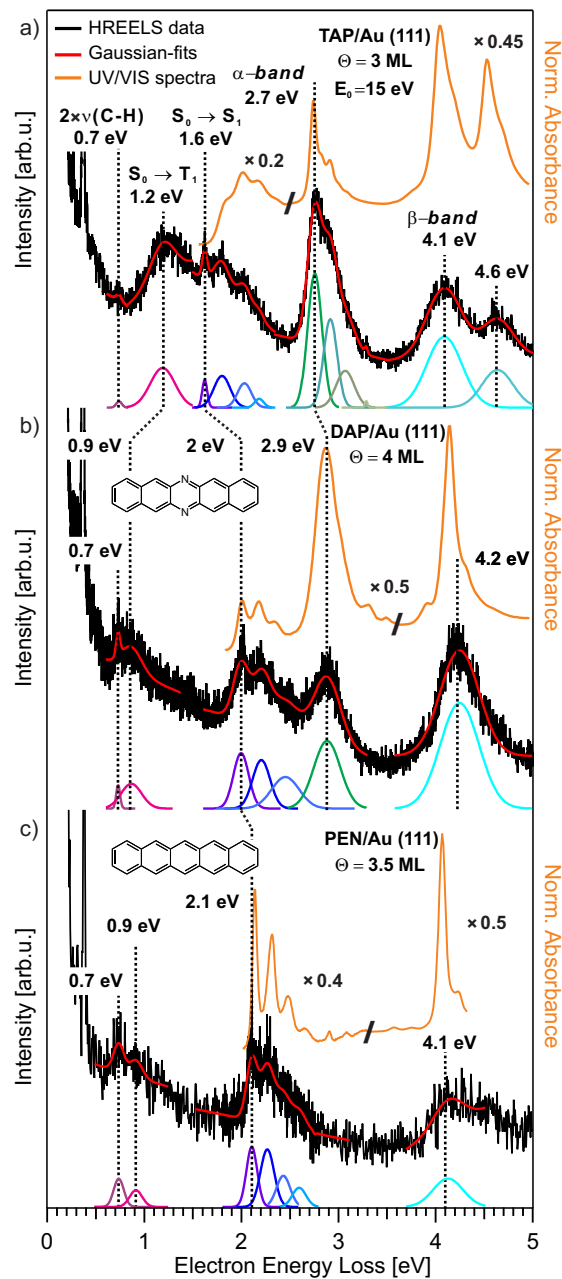 a)
HREELS data
Gaussian-fits
UV/VIS spectra
TAP/Au (111)
Θ = 3 ML
E₀ =15 eV
× 0.45
α-band
2.7 eV
2×ν(C-H)
0.7 eV
S₀ → S₁
1.6 eV
S₀ → T₁
1.2 eV
× 0.2
β-band
4.1 eV
4.6 eV
Intensity [arb.u.]
Norm. Absorbance
b)
0.9 eV
2 eV
2.9 eV
DAP/Au (111)
Θ = 4 ML
N
N
0.7 eV
× 0.5
4.2 eV
Intensity [arb.u.]
Norm. Absorbance
c)
PEN/Au (111)
Θ = 3.5 ML
2.1 eV
0.9 eV
0.7 eV
× 0.4
× 0.5
4.1 eV
Intensity [arb.u.]
Norm. Absorbance
0 1 2 3 4 5
Electron Energy Loss [eV]